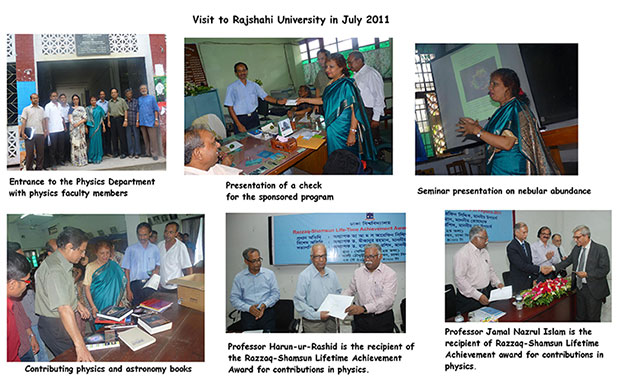 Visit to Rajshahi University in July 2011
Entrance to the Physics Department
with physics faculty members
Presentation of a check
for the sponsored program
Seminar presentation on nebular abundance
ঢাকা বিশ্ববিদ্যালয়
Razzaq-Shamsun Life-Time Achievement Awar
Contributing physics and astronomy books
Professor Harun-ur-Rashid is the recipient of
the Razzaq-Shamsun Lifetime Achievement
Award for contributions in physics.
Professor Jamal Nazrul Islam is the
recipient of Razzaq-Shamsun Lifetime
Achievement award for contributions in
physics.